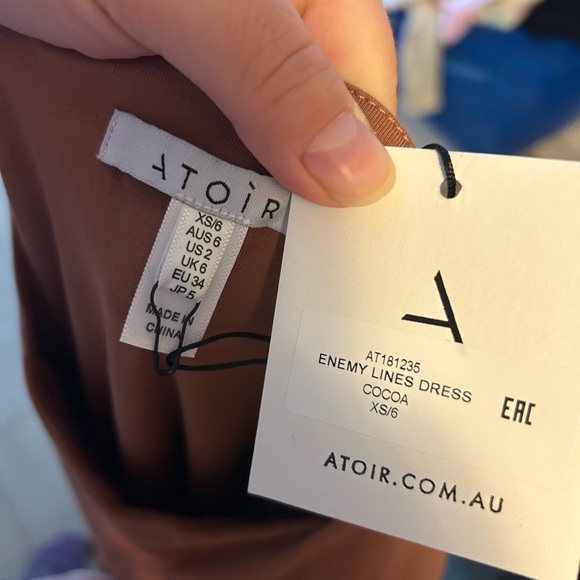 ATOIR
XS/6
AUS 6
US 2
UK 6
EU 34
JP 5
MADE IN
CHINA
AT181235
ENEMY LINES DRESS
COCOA
XS/6
EAC
ATOIR.COM.AU